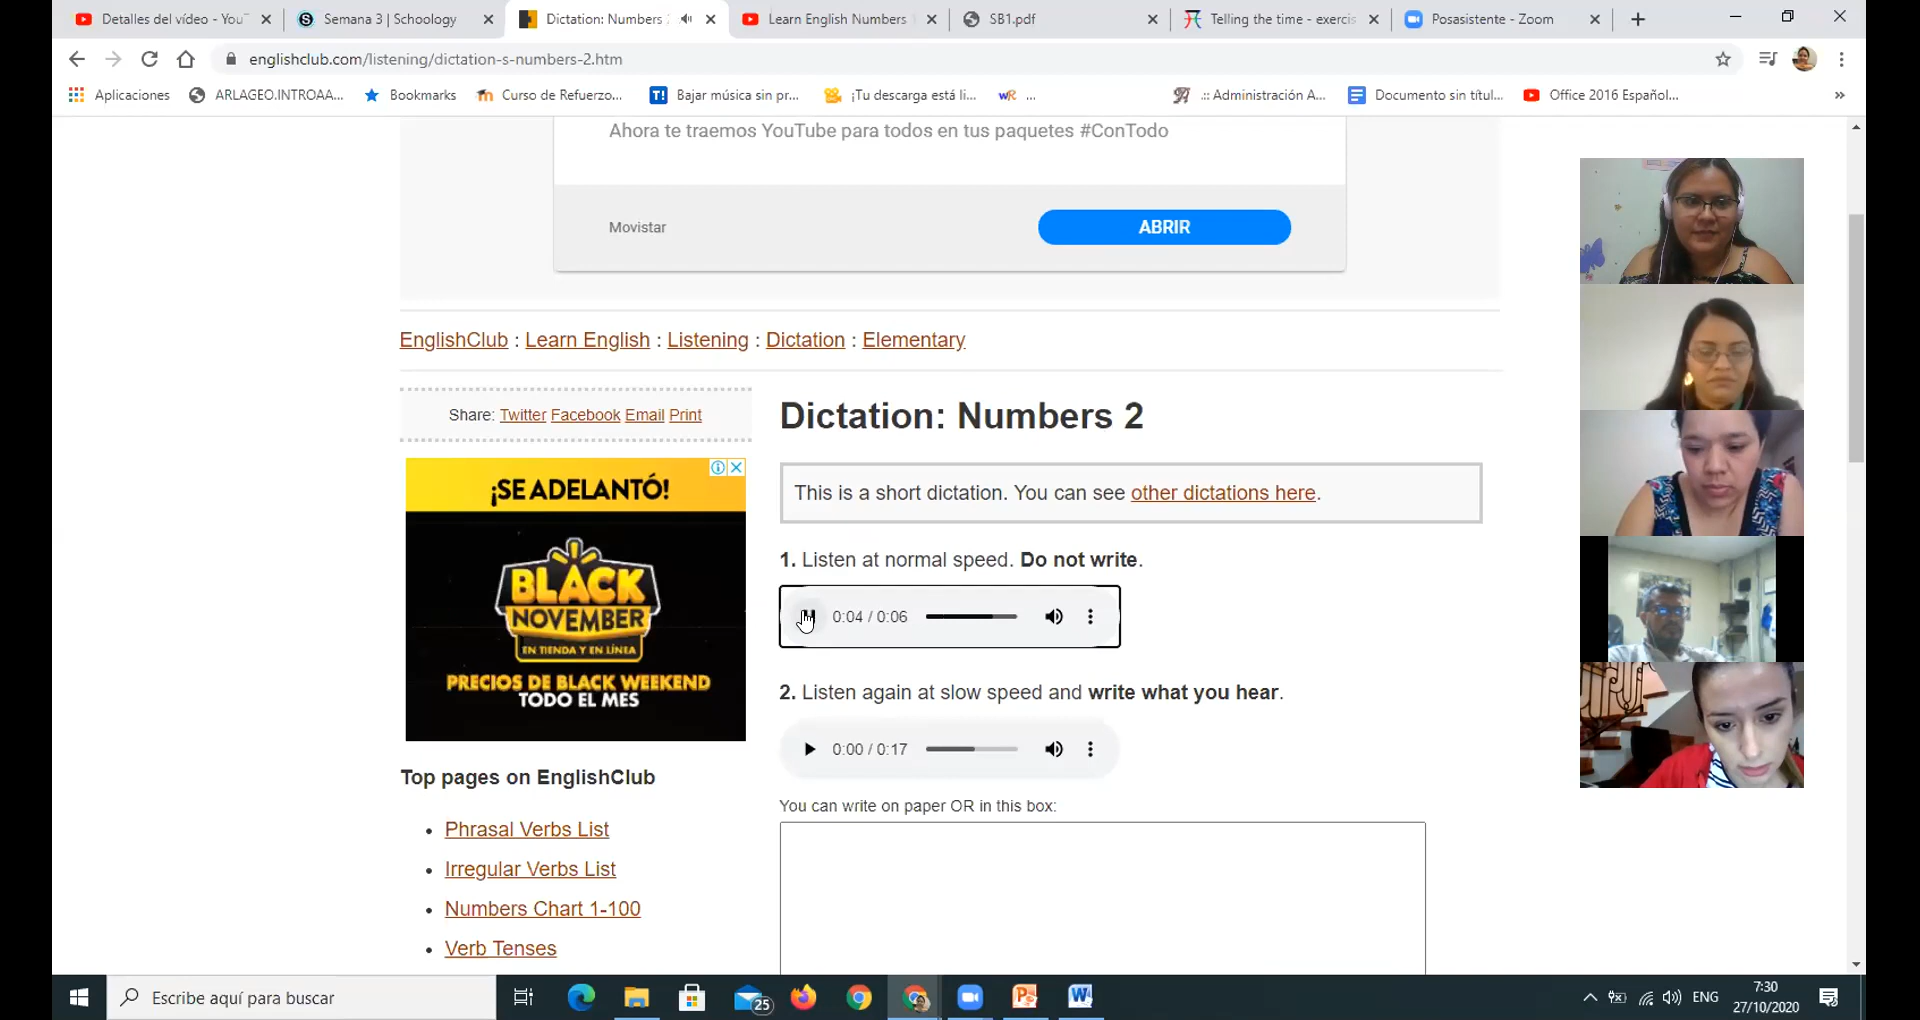 Detalles del vídeo - YouT
Semana 3 | Schoology
Dictation: Numbers
Learn English Numbers
SB1.pdf
Telling the time - exercis
Posasistente - Zoom
englishclub.com/listening/dictation-s-numbers-2.htm
Aplicaciones
ARLAGEO.INTROAA...
Bookmarks
Curso de Refuerzo...
Bajar música sin pr...
¡Tu descarga está li...
...
.:: Administración A...
Documento sin títul...
Office 2016 Español...
Ahora te traemos YouTube para todos en tus paquetes #ConTodo
Movistar
ABRIR
EnglishClub : Learn English : Listening : Dictation : Elementary
Share: Twitter Facebook Email Print
¡SE ADELANTÓ!
BLACK
NOVEMBER
EN TIENDA Y EN LÍNEA
PRECIOS DE BLACK WEEKEND
TODO EL MES
Top pages on EnglishClub
Phrasal Verbs List
Irregular Verbs List
Numbers Chart 1-100
Verb Tenses
Dictation: Numbers 2
This is a short dictation. You can see other dictations here.
1. Listen at normal speed. Do not write.
0:04 / 0:06
2. Listen again at slow speed and write what you hear.
0:00 / 0:17
You can write on paper OR in this box:
Escribe aquí para buscar
25
ENG
7:30
27/10/2020